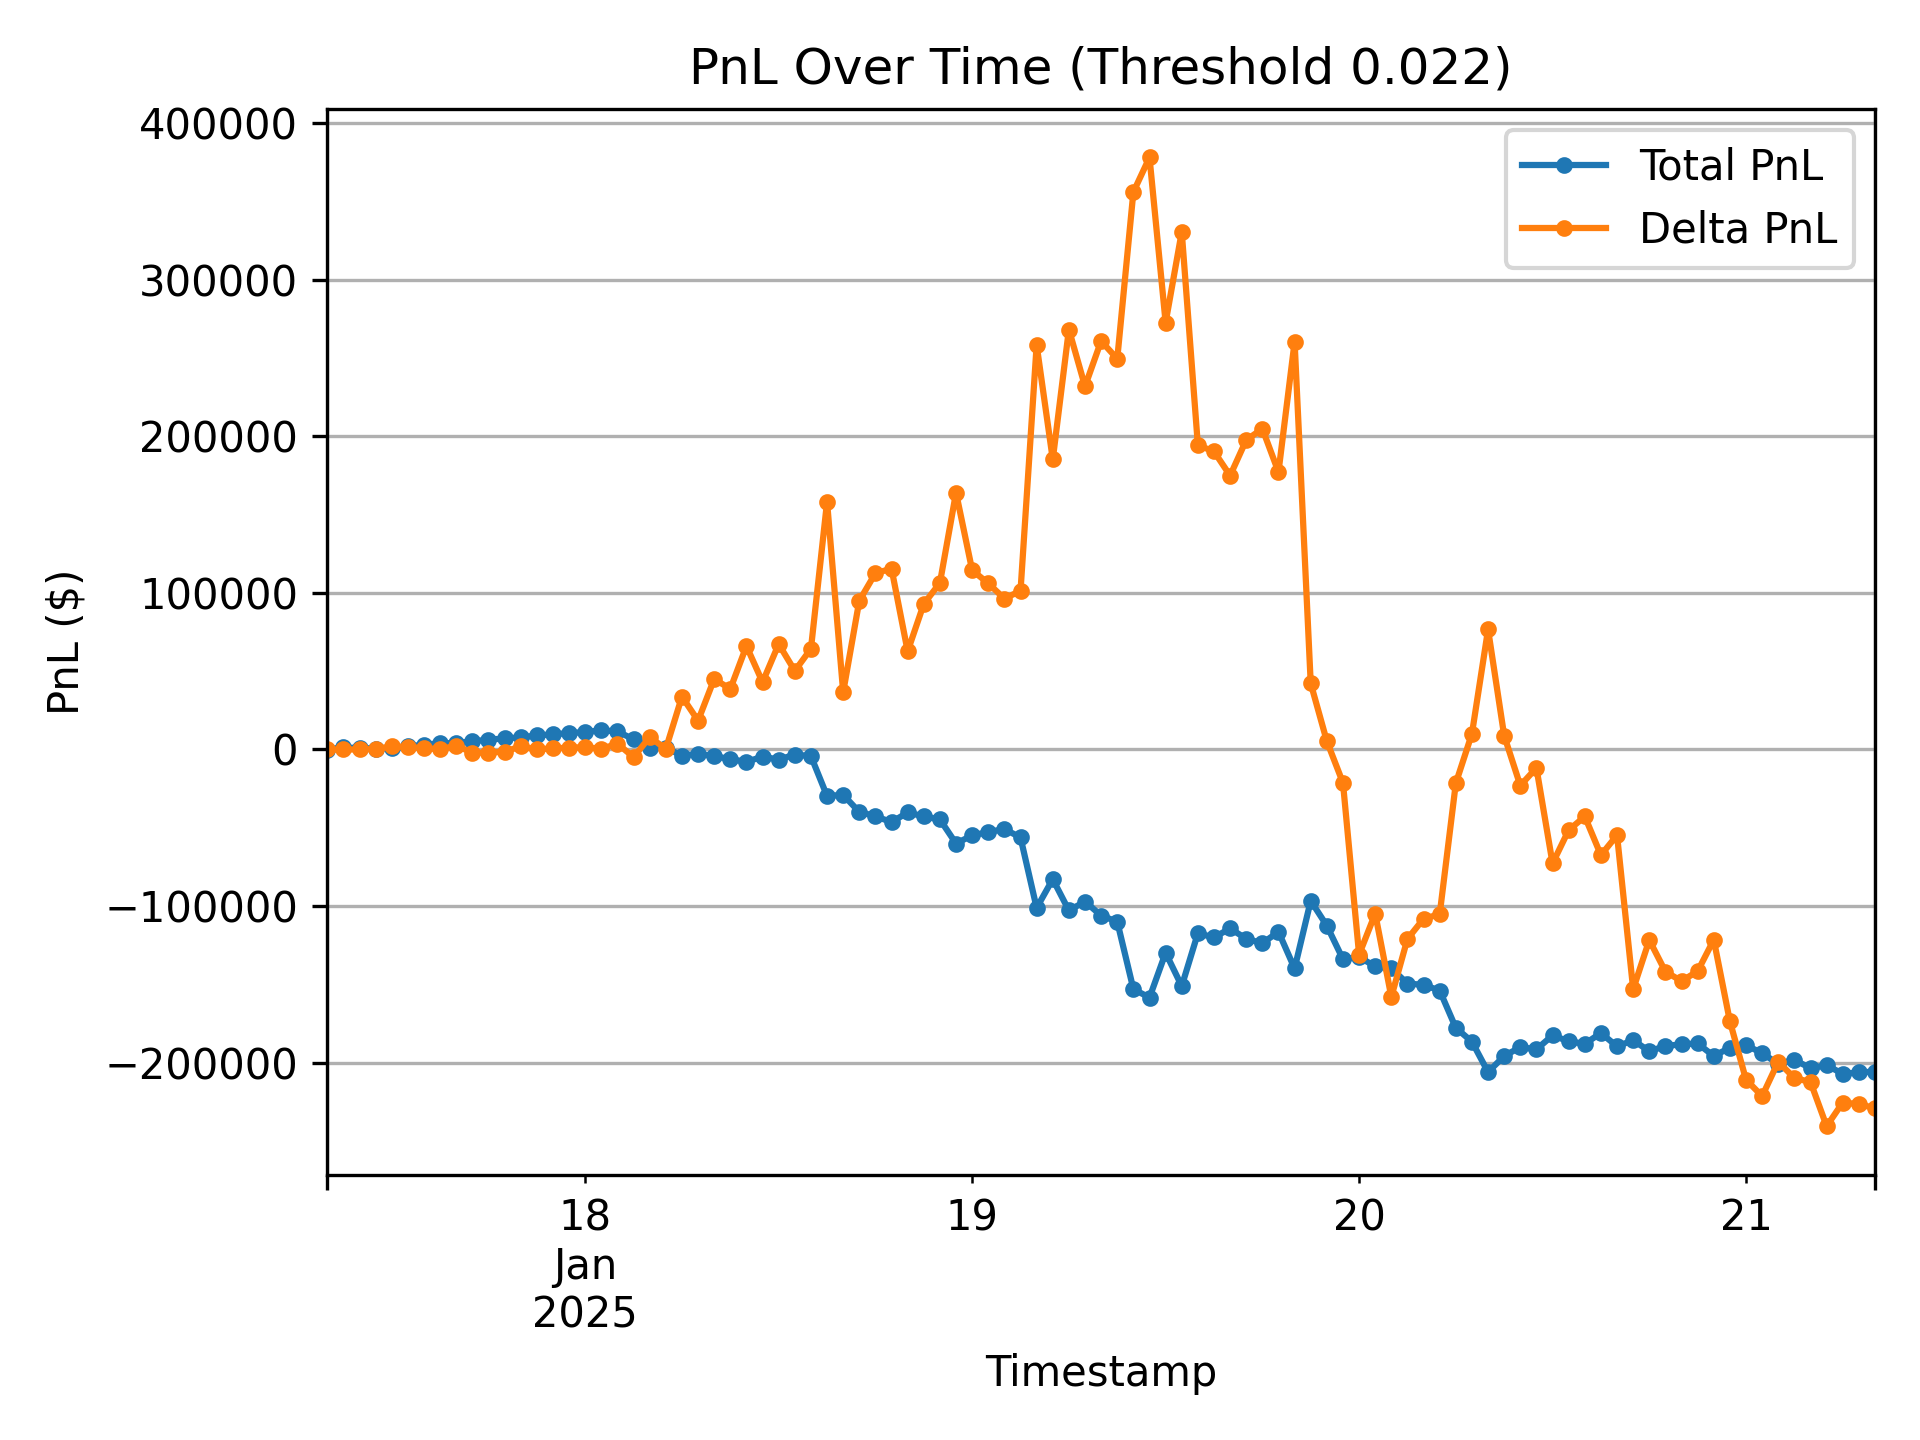 PnL Over Time (Threshold 0.022)
400000
300000
200000
100000
0
−100000
−200000
PnL ($)
Total PnL
Delta PnL
18
19
20
21
Jan
2025
Timestamp